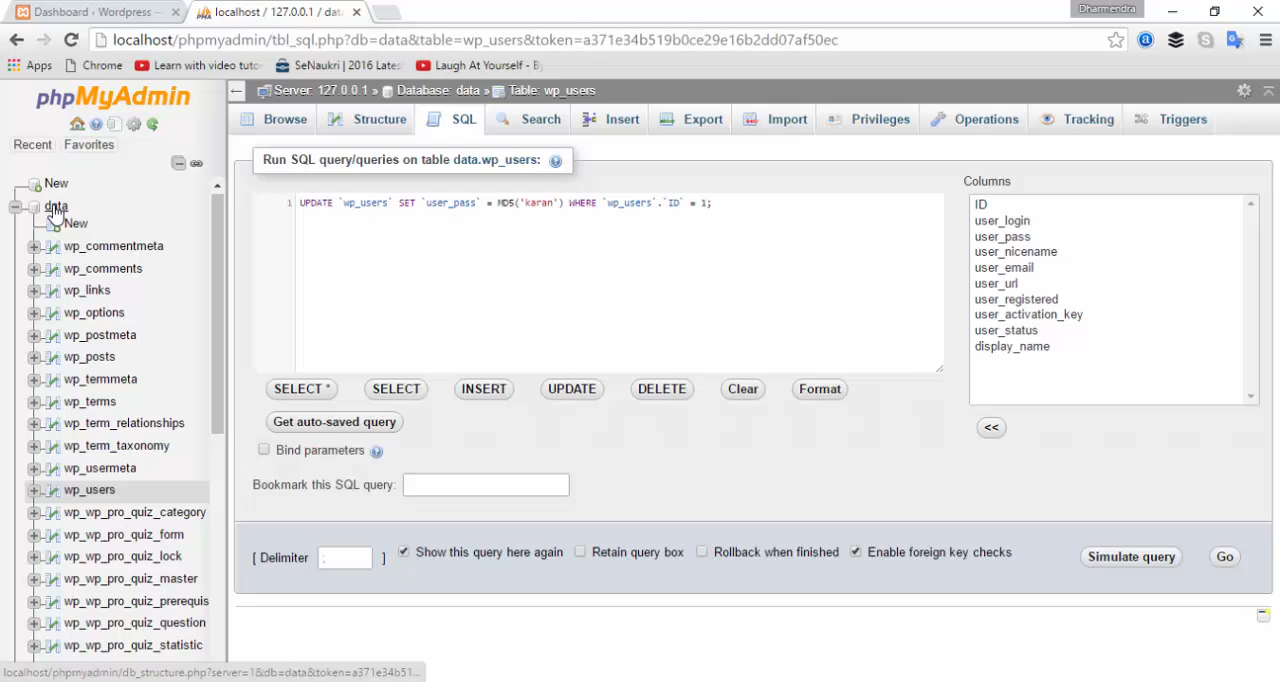 Dashboard ‹ Wordpress –
localhost / 127.0.0.1 / data
Dharmendra
localhost/phpmyadmin/tbl_sql.php?db=data&table=wp_users&token=a371e34b519b0ce29e16b2dd07af50ec
Apps Chrome Learn with video tuto SeNaukri | 2016 Lates Laugh At Yourself - By
phpMyAdmin
Recent Favorites
New
data
New
wp_commentmeta
wp_comments
wp_links
wp_options
wp_postmeta
wp_posts
wp_termmeta
wp_terms
wp_term_relationships
wp_term_taxonomy
wp_usermeta
wp_users
wp_wp_pro_quiz_category
wp_wp_pro_quiz_form
wp_wp_pro_quiz_lock
wp_wp_pro_quiz_master
wp_wp_pro_quiz_prerequis
wp_wp_pro_quiz_question
wp_wp_pro_quiz_statistic
Server: 127.0.0.1 » Database: data » Table: wp_users
Browse Structure SQL Search Insert Export Import Privileges Operations Tracking Triggers
Run SQL query/queries on table data.wp_users:
1 UPDATE `wp_users` SET `user_pass` = MD5('karan') WHERE `wp_users`.`ID` = 1;
Columns
ID
user_login
user_pass
user_nicename
user_email
user_url
user_registered
user_activation_key
user_status
display_name
SELECT * SELECT INSERT UPDATE DELETE Clear Format
<<
Get auto-saved query
Bind parameters
Bookmark this SQL query:
[ Delimiter ; ] Show this query here again Retain query box Rollback when finished Enable foreign key checks Simulate query Go
localhost/phpmyadmin/db_structure.php?server=1&db=data&token=a371e34b51...